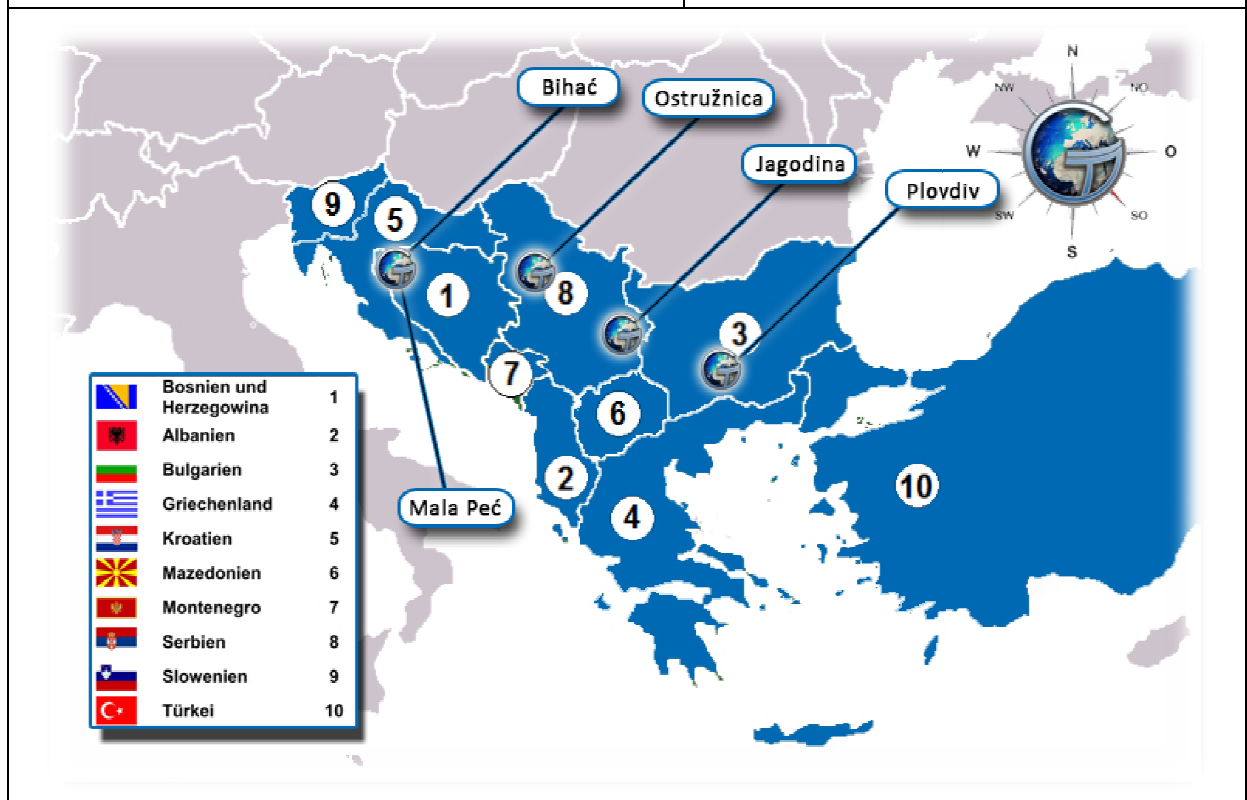 Bihać
Ostružnica
Jagodina
Plovdiv
Mala Peć
N
NW
NO
W
O
SW
SO
S
9
5
1
8
3
7
6
2
4
10
Bosnien und
Herzegowina 1
Albanien 2
Bulgarien 3
Griechenland 4
Kroatien 5
Mazedonien 6
Montenegro 7
Serbien 8
Slowenien 9
Türkei 10